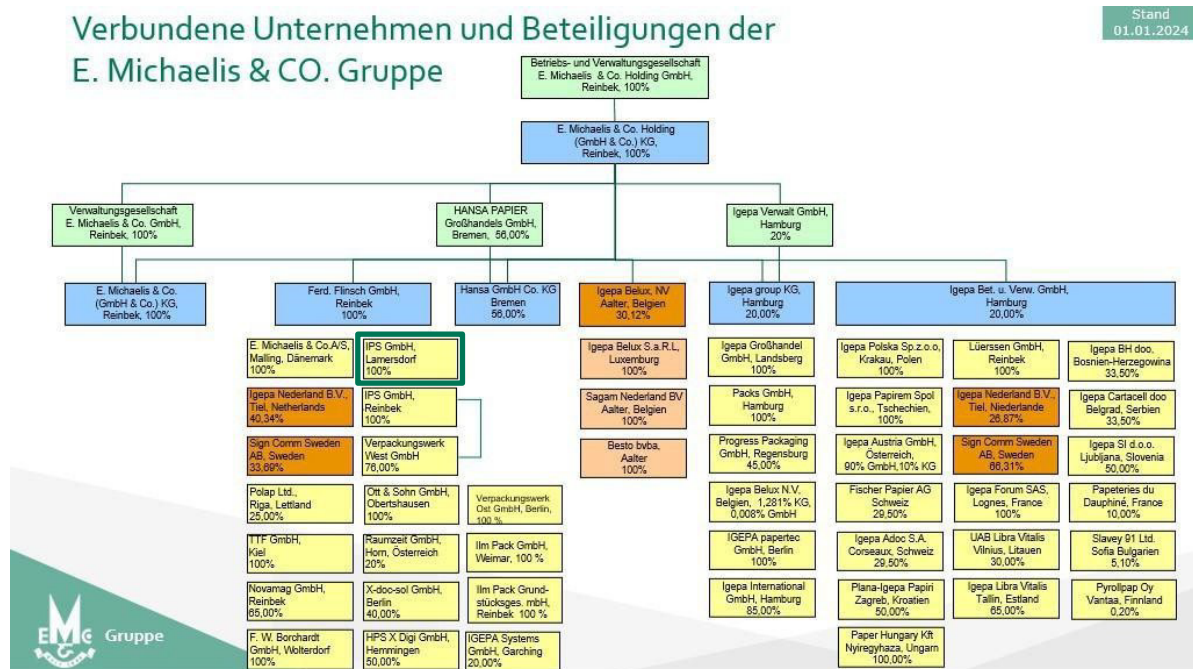 Verbundene Unternehmen und Beteiligungen der
E. Michaelis & CO. Gruppe
Stand
01.01.2024
Betriebs- und Verwaltungsgesellschaft
E. Michaelis & Co. Holding GmbH,
Reinbek, 100%
E. Michaelis & Co. Holding
(GmbH & Co.) KG,
Reinbek, 100%
Verwaltungsgesellschaft
E. Michaelis & Co. GmbH,
Reinbek, 100%
HANSA PAPIER
Großhandels GmbH,
Bremen, 56,00%
Igepa Verwalt GmbH,
Hamburg
20%
E. Michaelis & Co.
(GmbH & Co.) KG,
Reinbek, 100%
Ferd. Flinsch GmbH,
Reinbek
100%
Hansa GmbH Co. KG
Bremen
56,00%
Igepa Belux, NV
Aalter, Belgien
30,12%
Igepa group KG,
Hamburg
20,00%
Igepa Bet. u. Verw. GmbH,
Hamburg
20,00%
E. Michaelis & Co.A/S,
Malling, Dänemark
100%
Igepa Nederland B.V.,
Tiel, Netherlands
40,34%
Sign Comm Sweden
AB, Sweden
33,69%
Polap Ltd.,
Riga, Lettland
25,00%
TTF GmbH,
Kiel
100%
Novamag GmbH,
Reinbek
65,00%
F. W. Borchardt
GmbH, Wolterdorf
100%
IPS GmbH,
Lamersdorf
100%
IPS GmbH,
Reinbek
100%
Verpackungswerk
West GmbH
76,00%
Ott & Sohn GmbH,
Obertshausen
100%
Raumzeit GmbH,
Horn, Österreich
20%
X-doc-sol GmbH,
Berlin
40,00%
HPS X Digi GmbH,
Hemmingen
50,00%
Verpackungswerk
Ost GmbH, Berlin,
100 %
Ilm Pack GmbH,
Weimar, 100 %
Ilm Pack Grund-
stücksges. mbH,
Reinbek 100 %
IGEPA Systems
GmbH, Garching
20,00%
Igepa Belux S.a.R.L,
Luxemburg
100%
Sagam Nederland BV
Aalter, Belgien
100%
Besto bvba,
Aalter
100%
Igepa Großhandel
GmbH, Landsberg
100%
Packs GmbH,
Hamburg
100%
Progress Packaging
GmbH, Regensburg
45,00%
Igepa Belux N.V,
Belgien, 1,281% KG,
0,008% GmbH
IGEPA papertec
GmbH, Berlin
100%
Igepa International
GmbH, Hamburg
85,00%
Igepa Polska Sp.z.o.o,
Krakau, Polen
100%
Igepa Papirem Spol
s.r.o., Tschechien,
100%
Igepa Austria GmbH,
Österreich,
90% GmbH,10% KG
Fischer Papier AG
Schweiz
29,50%
Igepa Adoc S.A.
Corseaux, Schweiz
29,50%
Plana-Igepa Papiri
Zagreb, Kroatien
50,00%
Paper Hungary Kft
Nyiregyhaza, Ungarn
100,00%
Lüerssen GmbH,
Reinbek
100%
Igepa Nederland B.V.,
Tiel, Niederlande
26,87%
Sign Comm Sweden
AB, Sweden
66,31%
Igepa Forum SAS,
Lognes, France
100%
UAB Libra Vitalis
Vilnius, Litauen
30,00%
Igepa Libra Vitalis
Tallin, Estland
65,00%
Igepa BH doo,
Bosnien-Herzegowina
33,50%
Igepa Cartacell doo
Belgrad, Serbien
33,50%
Igepa SI d.o.o.
Ljubljana, Slovenia
50,00%
Papeteries du
Dauphiné, France
10,00%
Slavey 91 Ltd.
Sofia Bulgarien
5,10%
Pyrollpap Oy
Vantaa, Finnland
0,20%
EMCG Gruppe